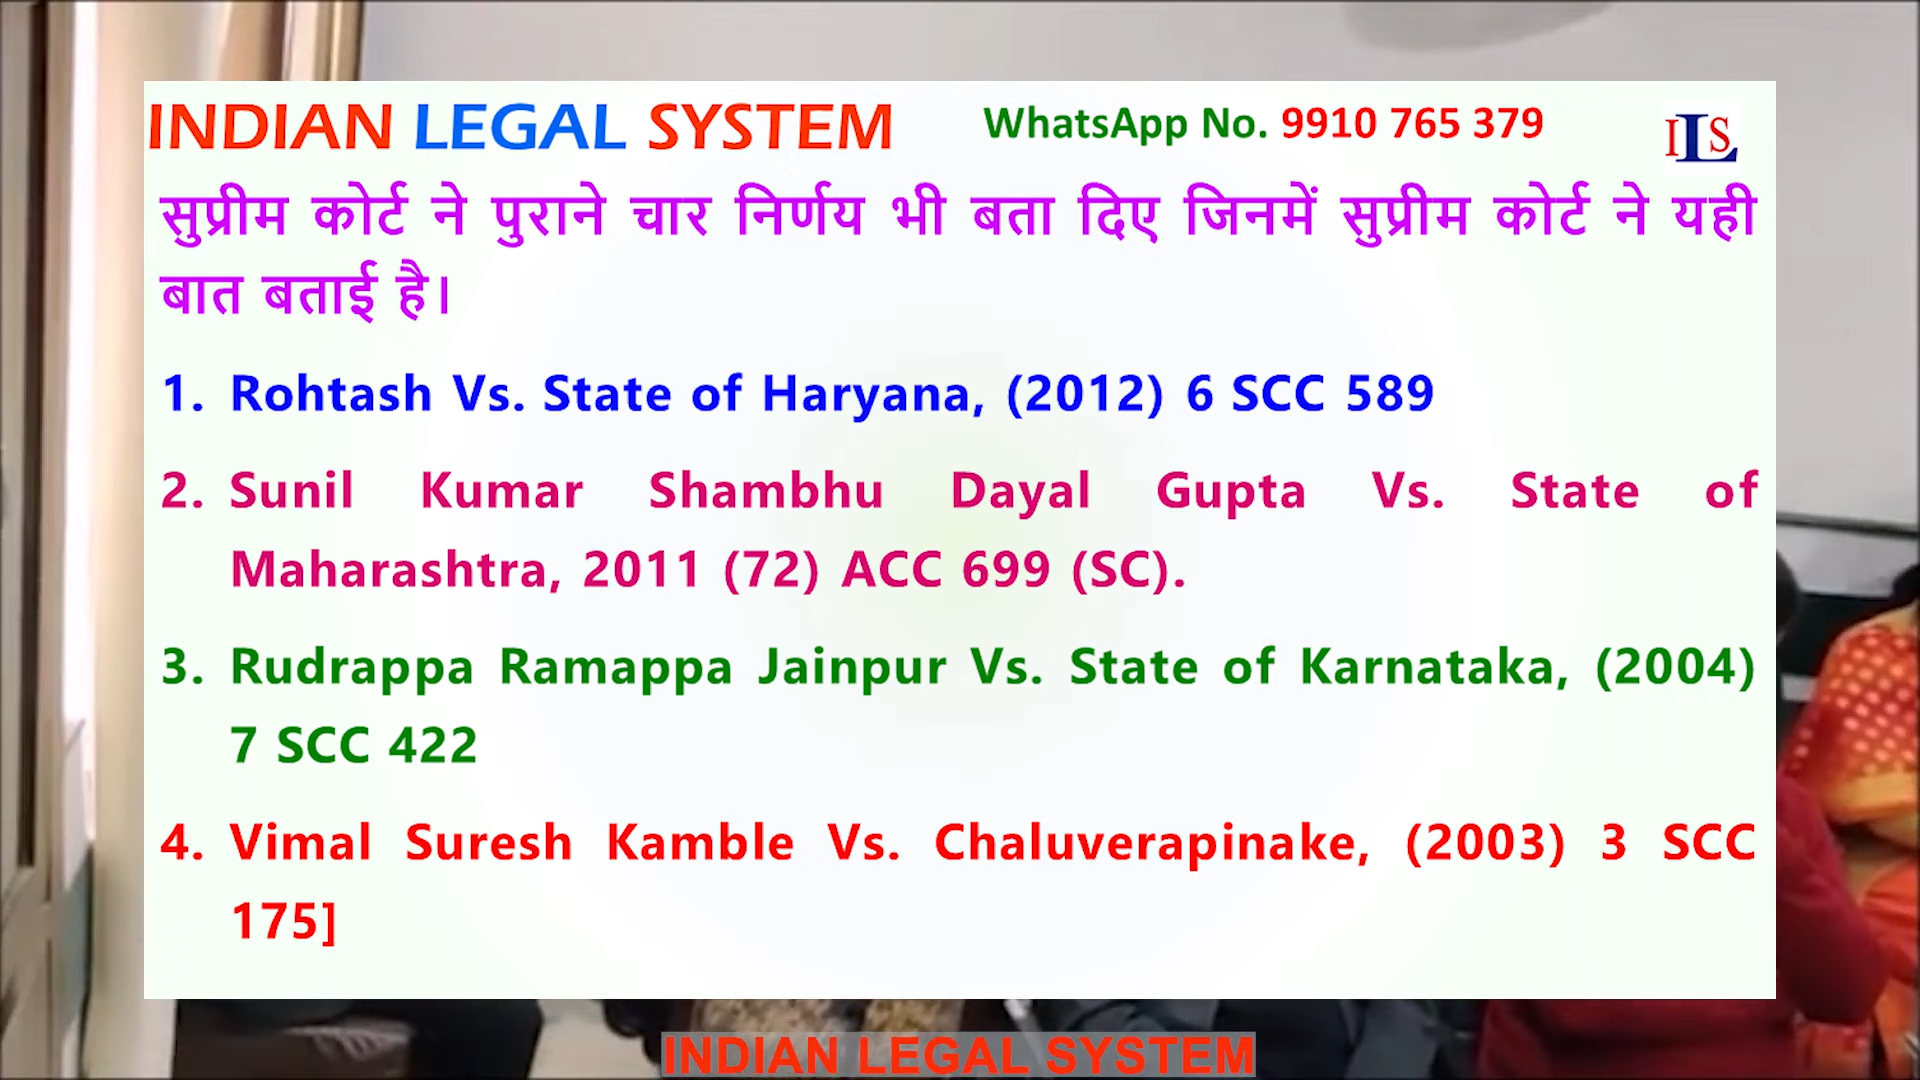 INDIAN LEGAL SYSTEM WhatsApp No. 9910 765 379 ILS
सुप्रीम कोर्ट ने पुराने चार निर्णय भी बता दिए जिनमें सुप्रीम कोर्ट ने यही
बात बताई है।
1. Rohtash Vs. State of Haryana, (2012) 6 SCC 589
2. Sunil Kumar Shambhu Dayal Gupta Vs. State of
Maharashtra, 2011 (72) ACC 699 (SC).
3. Rudrappa Ramappa Jainpur Vs. State of Karnataka, (2004)
7 SCC 422
4. Vimal Suresh Kamble Vs. Chaluverapinake, (2003) 3 SCC
175]
INDIAN LEGAL SYSTEM